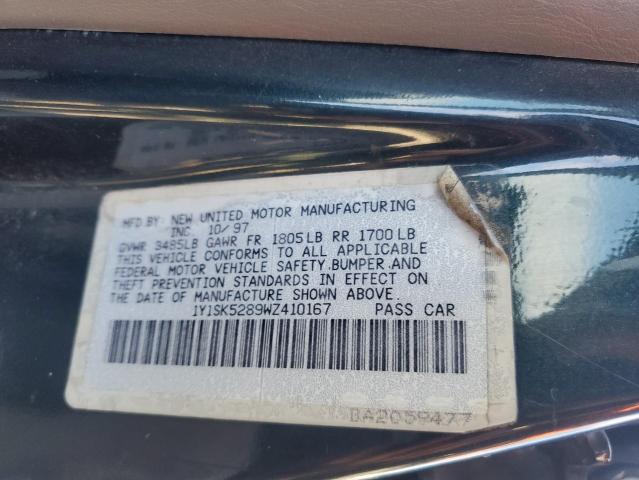 MFD.BY: NEW UNITED MOTOR MANUFACTURING
INC. 10/97
GVWR 3485LB GAWR FR 1805LB RR 1700LB
THIS VEHICLE CONFORMS TO ALL APPLICABLE
FEDERAL MOTOR VEHICLE SAFETY,BUMPER,AND
THEFT PREVENTION STANDARDS IN EFFECT ON
THE DATE OF MANUFACTURE SHOWN ABOVE.
1Y1SK5289WZ410167 PASS CAR
BA2059477